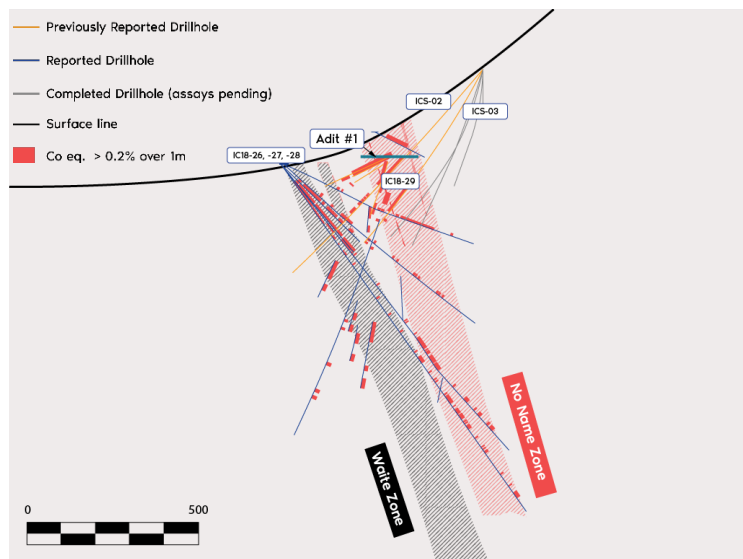 Previously Reported Drillhole
Reported Drillhole
Completed Drillhole (assays pending)
Surface line
Co eq. > 0.2% over 1m
ICS-02
ICS-03
Adit #1
IC18-26, -27, -28
IC18-29
No Name Zone
Waite Zone
0 500